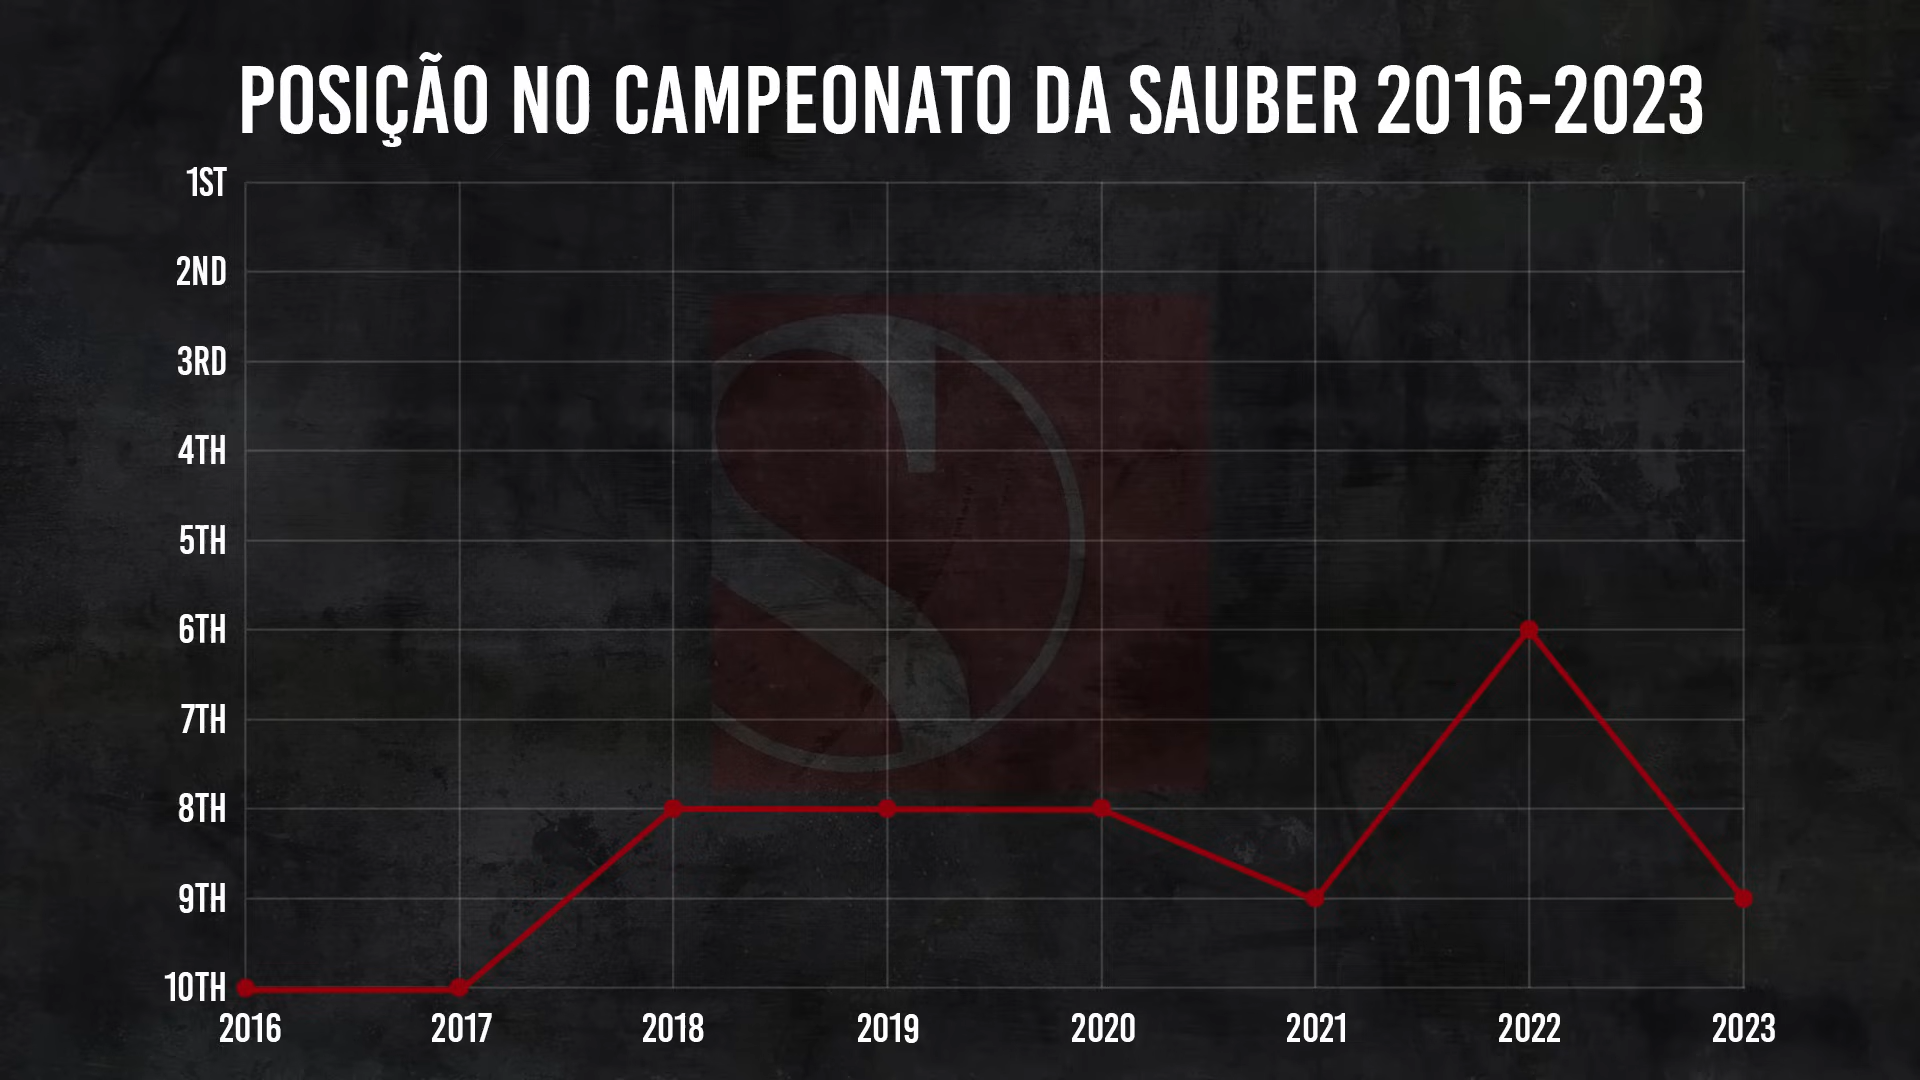 POSIÇÃO NO CAMPEONATO DA SAUBER 2016-2023
1ST
2ND
3RD
4TH
5TH
6TH
7TH
8TH
9TH
10TH
2016 2017 2018 2019 2020 2021 2022 2023